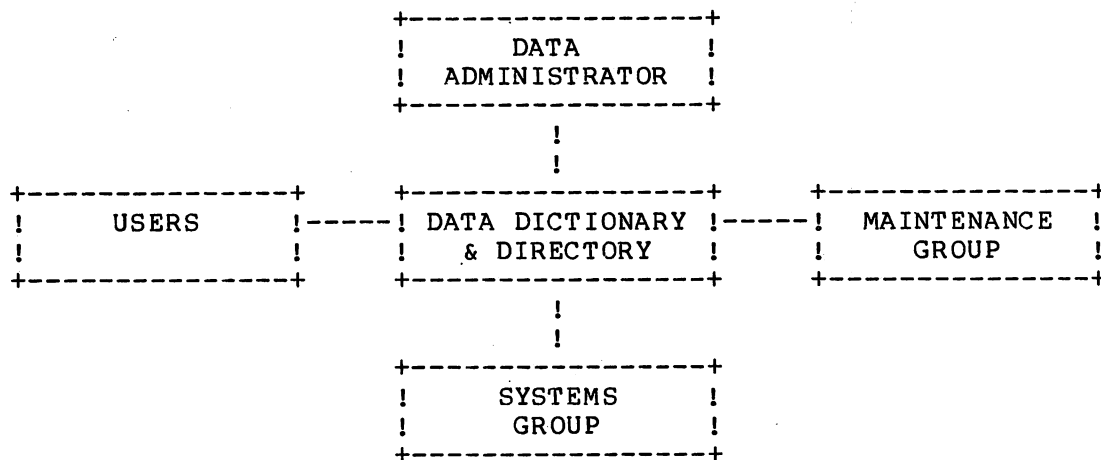 DATA
ADMINISTRATOR
USERS
DATA DICTIONARY
& DIRECTORY
MAINTENANCE
GROUP
SYSTEMS
GROUP